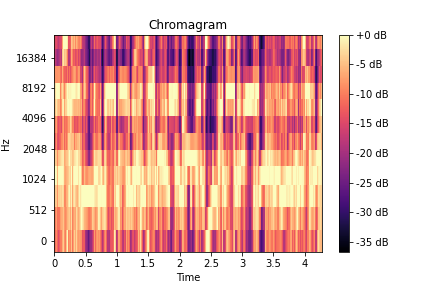 Chromagram
+0 dB
16384
-5 dB
8192
-10 dB
4096
-15 dB
Hz
2048
-20 dB
1024
-25 dB
512
-30 dB
0
-35 dB
0 0.5 1 1.5 2 2.5 3 3.5 4
Time